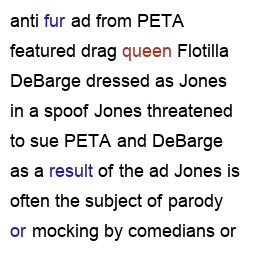 anti fur ad from PETA
featured drag queen Flotilla
DeBarge dressed as Jones
in a spoof Jones threatened
to sue PETA and DeBarge
as a result of the ad Jones is
often the subject of parody
or mocking by comedians or